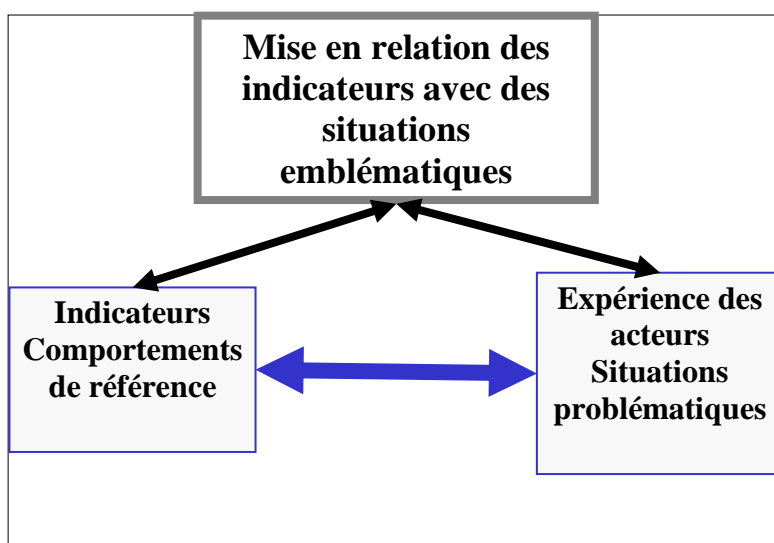 Mise en relation des
indicateurs avec des
situations
emblématiques
Indicateurs
Comportements
de référence
Expérience des
acteurs
Situations
problématiques